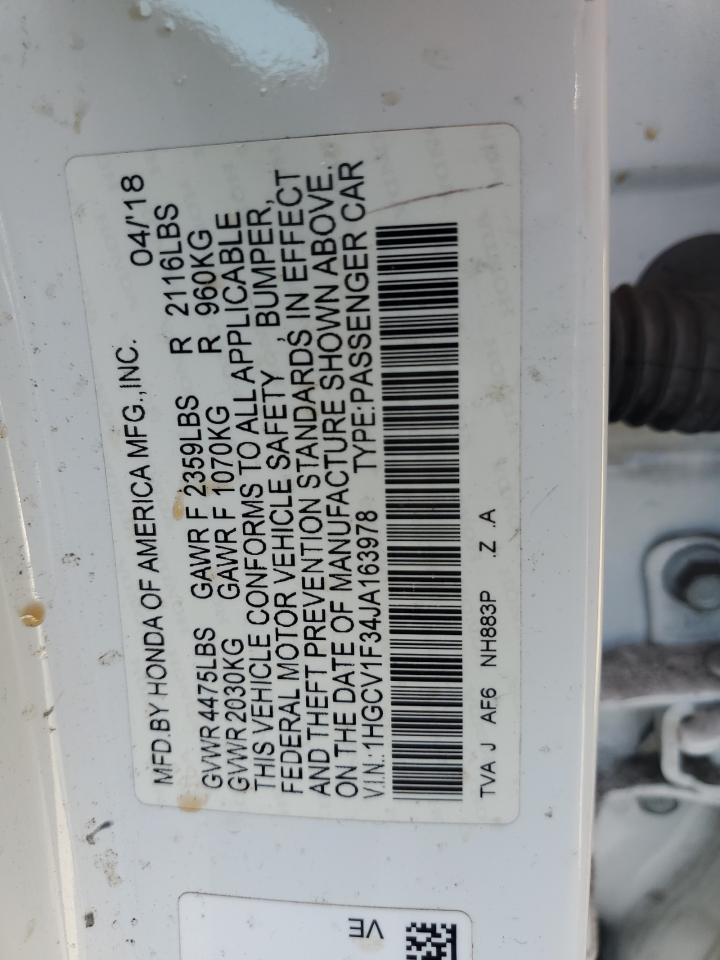 MFD.BY HONDA OF AMERICA MFG.,INC. 04/'18
GVWR 4475LBS GAWR F 2359LBS R 2116LBS
GVWR 2030KG GAWR F 1070KG R 960KG
THIS VEHICLE CONFORMS TO ALL APPLICABLE
FEDERAL MOTOR VEHICLE SAFETY , BUMPER,
AND THEFT PREVENTION STANDARDS IN EFFECT
ON THE DATE OF MANUFACTURE SHOWN ABOVE.
V.I.N.:1HGCV1F34JA163978 TYPE:PASSENGER CAR
TVA J AF6 NH883P .Z .A
VE